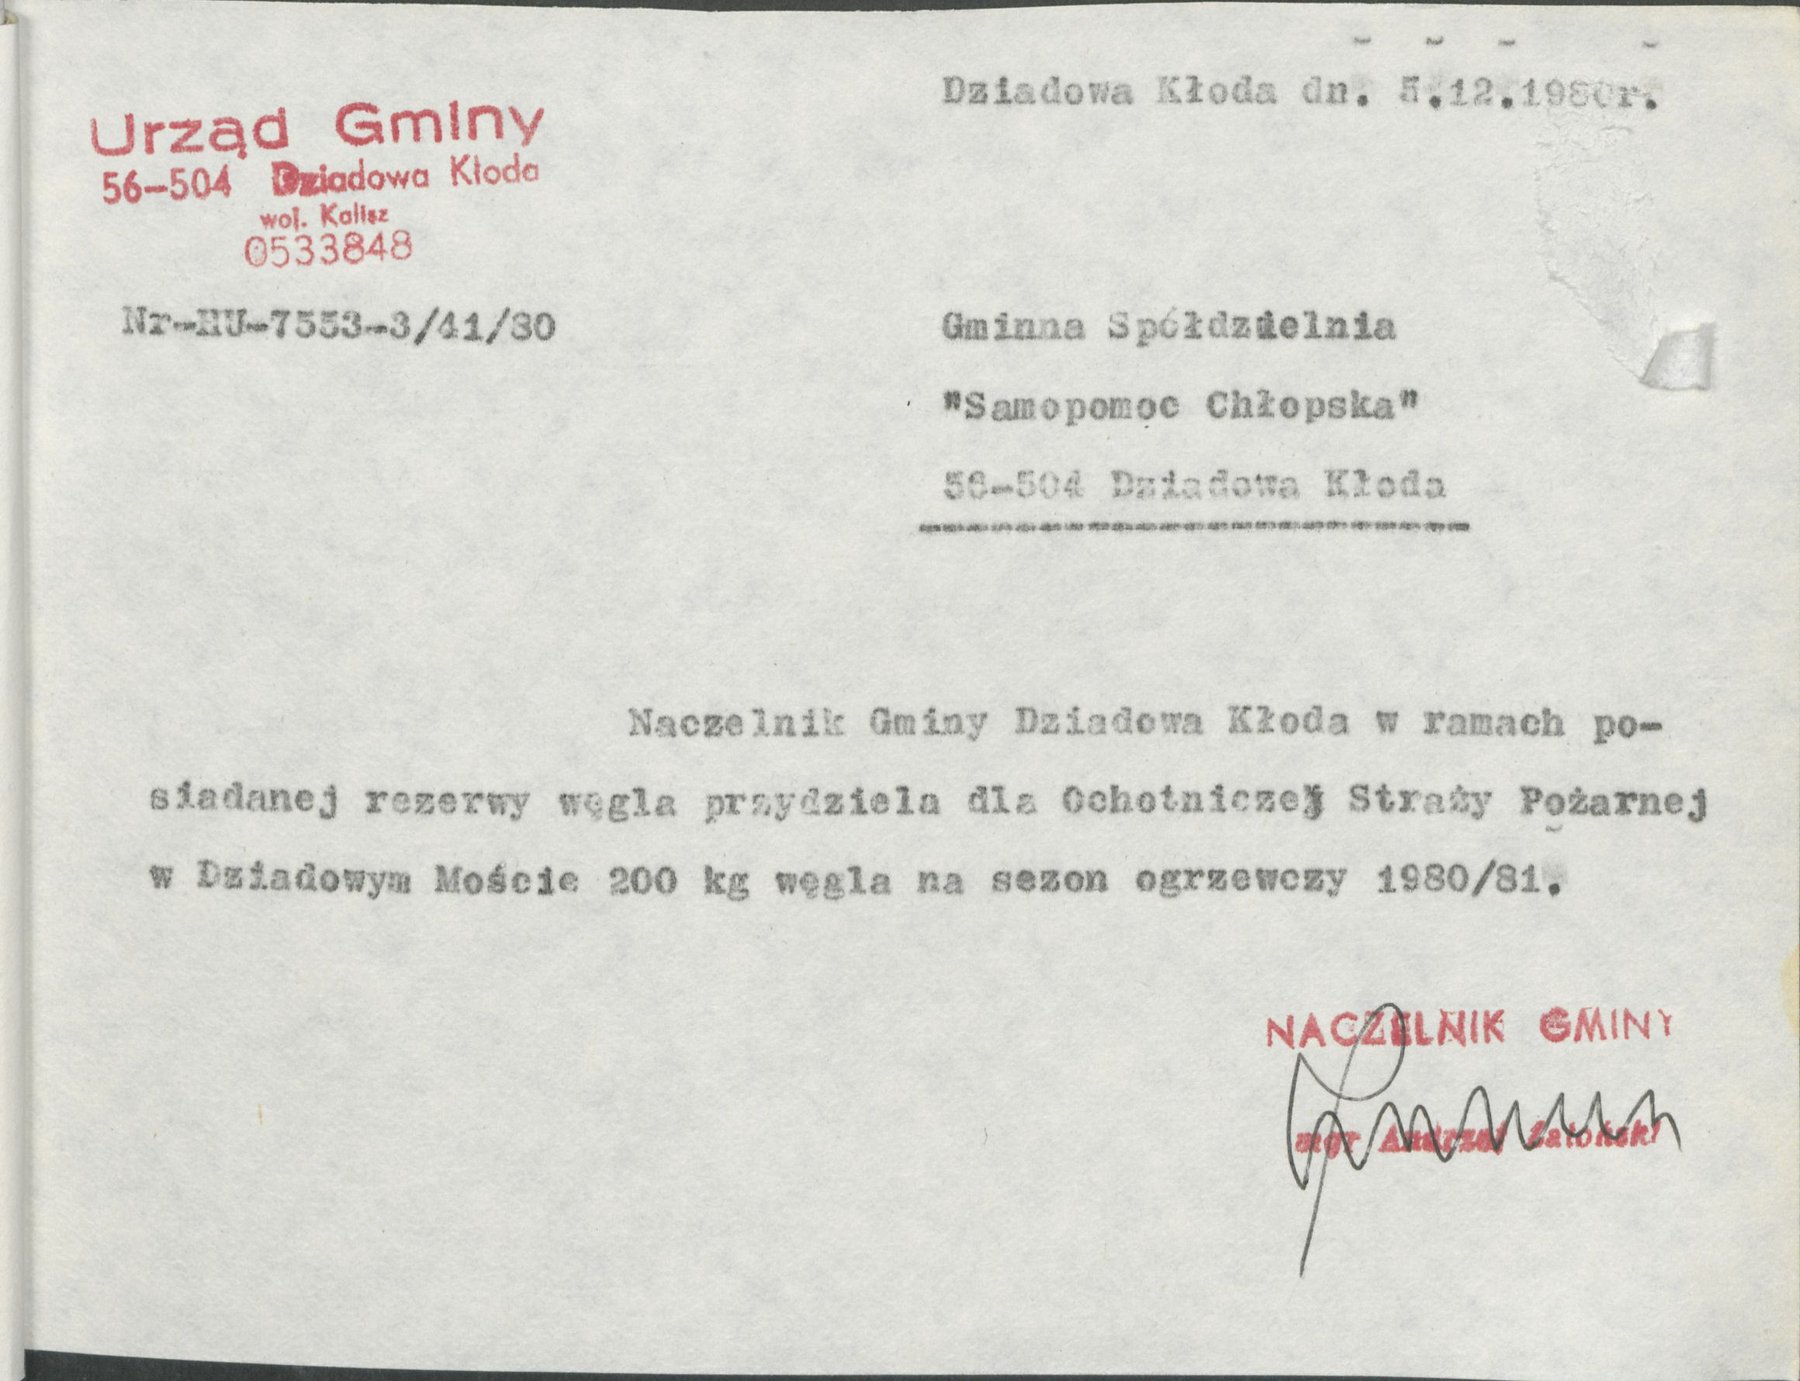 Dziadowa Kłoda dn. 5.12.1980r.
Urząd Gminy
56-504 Dziadowa Kłoda
woj. Kalisz
0533848
Nr-HU-7553-3/41/80
Gminna Spółdzielnia
"Samopomoc Chłopska"
56-504 Dziadowa Kłoda
Naczelnik Gminy Dziadowa Kłoda w ramach po-
siadanej rezerwy węgla przydziela dla Ochotniczej Straży Pożarnej
w Dziadowym Moście 200 kg węgla na sezon ogrzewczy 1980/81.
NACZELNIK GMINY
mgr Andrzej